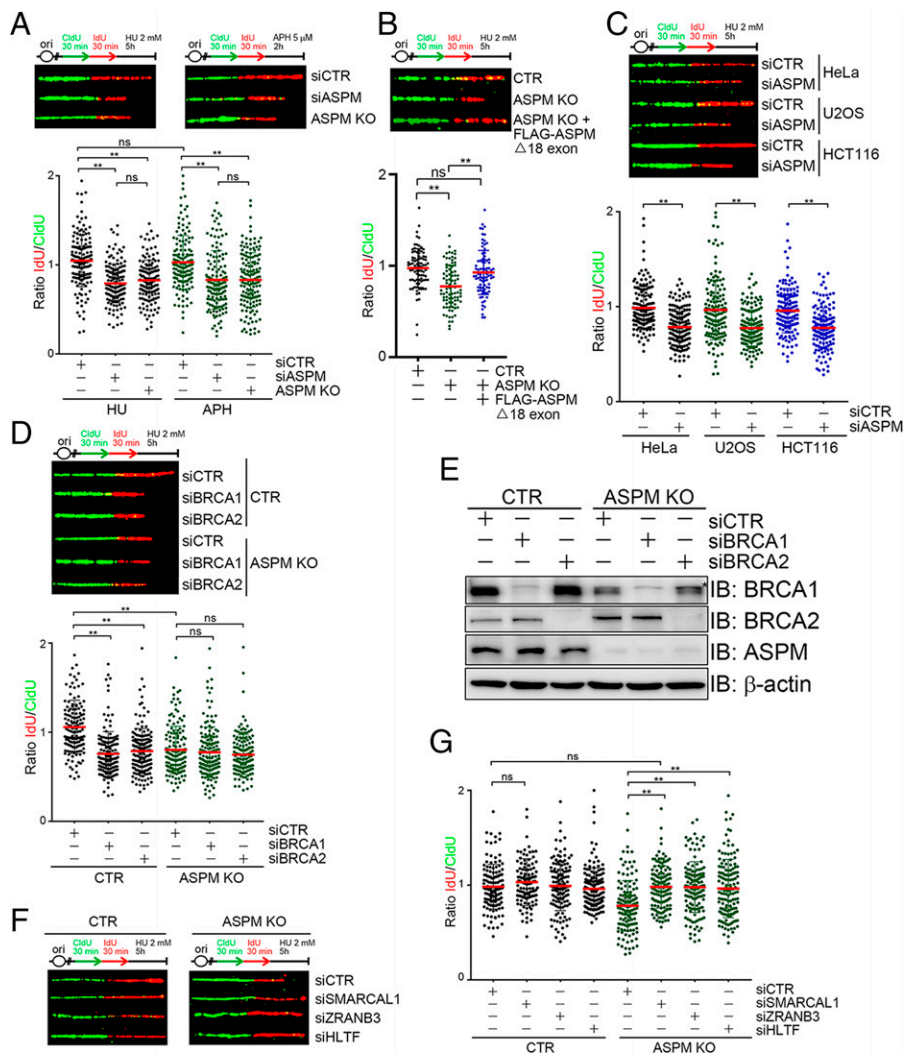 A
ori
CldU
30 min
IdU
30 min
HU 2 mM
5h
ori
CldU
30 min
IdU
30 min
APH 5 μM
2h
siCTR
siASPM
ASPM KO
ns
**
**
ns
**
**
ns
Ratio IdU/CldU
2
1
0
+ − − + − − siCTR
− + − − + − siASPM
− − + − − + ASPM KO
HU APH
B
ori
CldU
30 min
IdU
30 min
HU 2 mM
5h
CTR
ASPM KO
ASPM KO +
FLAG-ASPM
△18 exon
**
ns
**
Ratio IdU/CldU
2
1
0
+ − − CTR
− + + ASPM KO
− − + FLAG-ASPM
△18 exon
C
ori
CldU
30 min
IdU
30 min
HU 2 mM
5h
siCTR
siASPM
HeLa
siCTR
siASPM
U2OS
siCTR
siASPM
HCT116
** ** **
Ratio IdU/CldU
2
1
0
+ − + − + − siCTR
− + − + − + siASPM
HeLa U2OS HCT116
D
ori
CldU
30 min
IdU
30 min
HU 2 mM
5h
siCTR
siBRCA1
siBRCA2
CTR
siCTR
siBRCA1
siBRCA2
ASPM KO
**
**
**
ns
ns
Ratio IdU/CldU
2
1
0
+ − − + − − siCTR
− + − − + − siBRCA1
− − + − − + siBRCA2
CTR ASPM KO
E
CTR ASPM KO
+ − − + − − siCTR
− + − − + − siBRCA1
− − + − − + siBRCA2
* IB: BRCA1
IB: BRCA2
IB: ASPM
IB: β-actin
F
CTR ASPM KO
ori
CldU
30 min
IdU
30 min
HU 2 mM
5h
ori
CldU
30 min
IdU
30 min
HU 2 mM
5h
siCTR
siSMARCAL1
siZRANB3
siHLTF
G
ns
ns
**
**
**
Ratio IdU/CldU
2
1
0
+ − − − + − − − siCTR
− + − − − + − − siSMARCAL1
− − + − − − + − siZRANB3
− − − + − − − + siHLTF
CTR ASPM KO